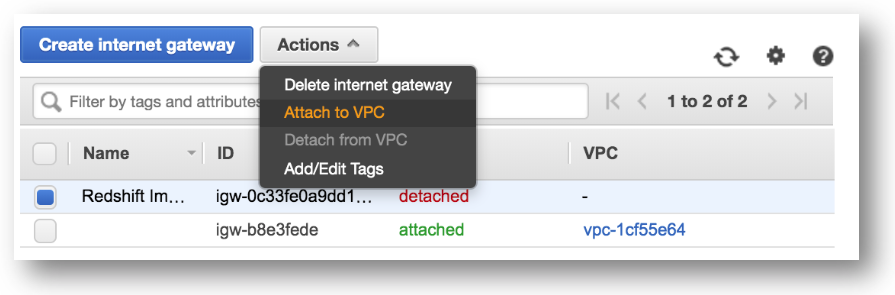 Create internet gateway Actions
Delete internet gateway
Filter by tags and attributes Attach to VPC 1 to 2 of 2
Detach from VPC
Name ID VPC
Add/Edit Tags
Redshift Im... igw-0c33fe0a9dd1... detached -
igw-b8e3fede attached vpc-1cf55e64